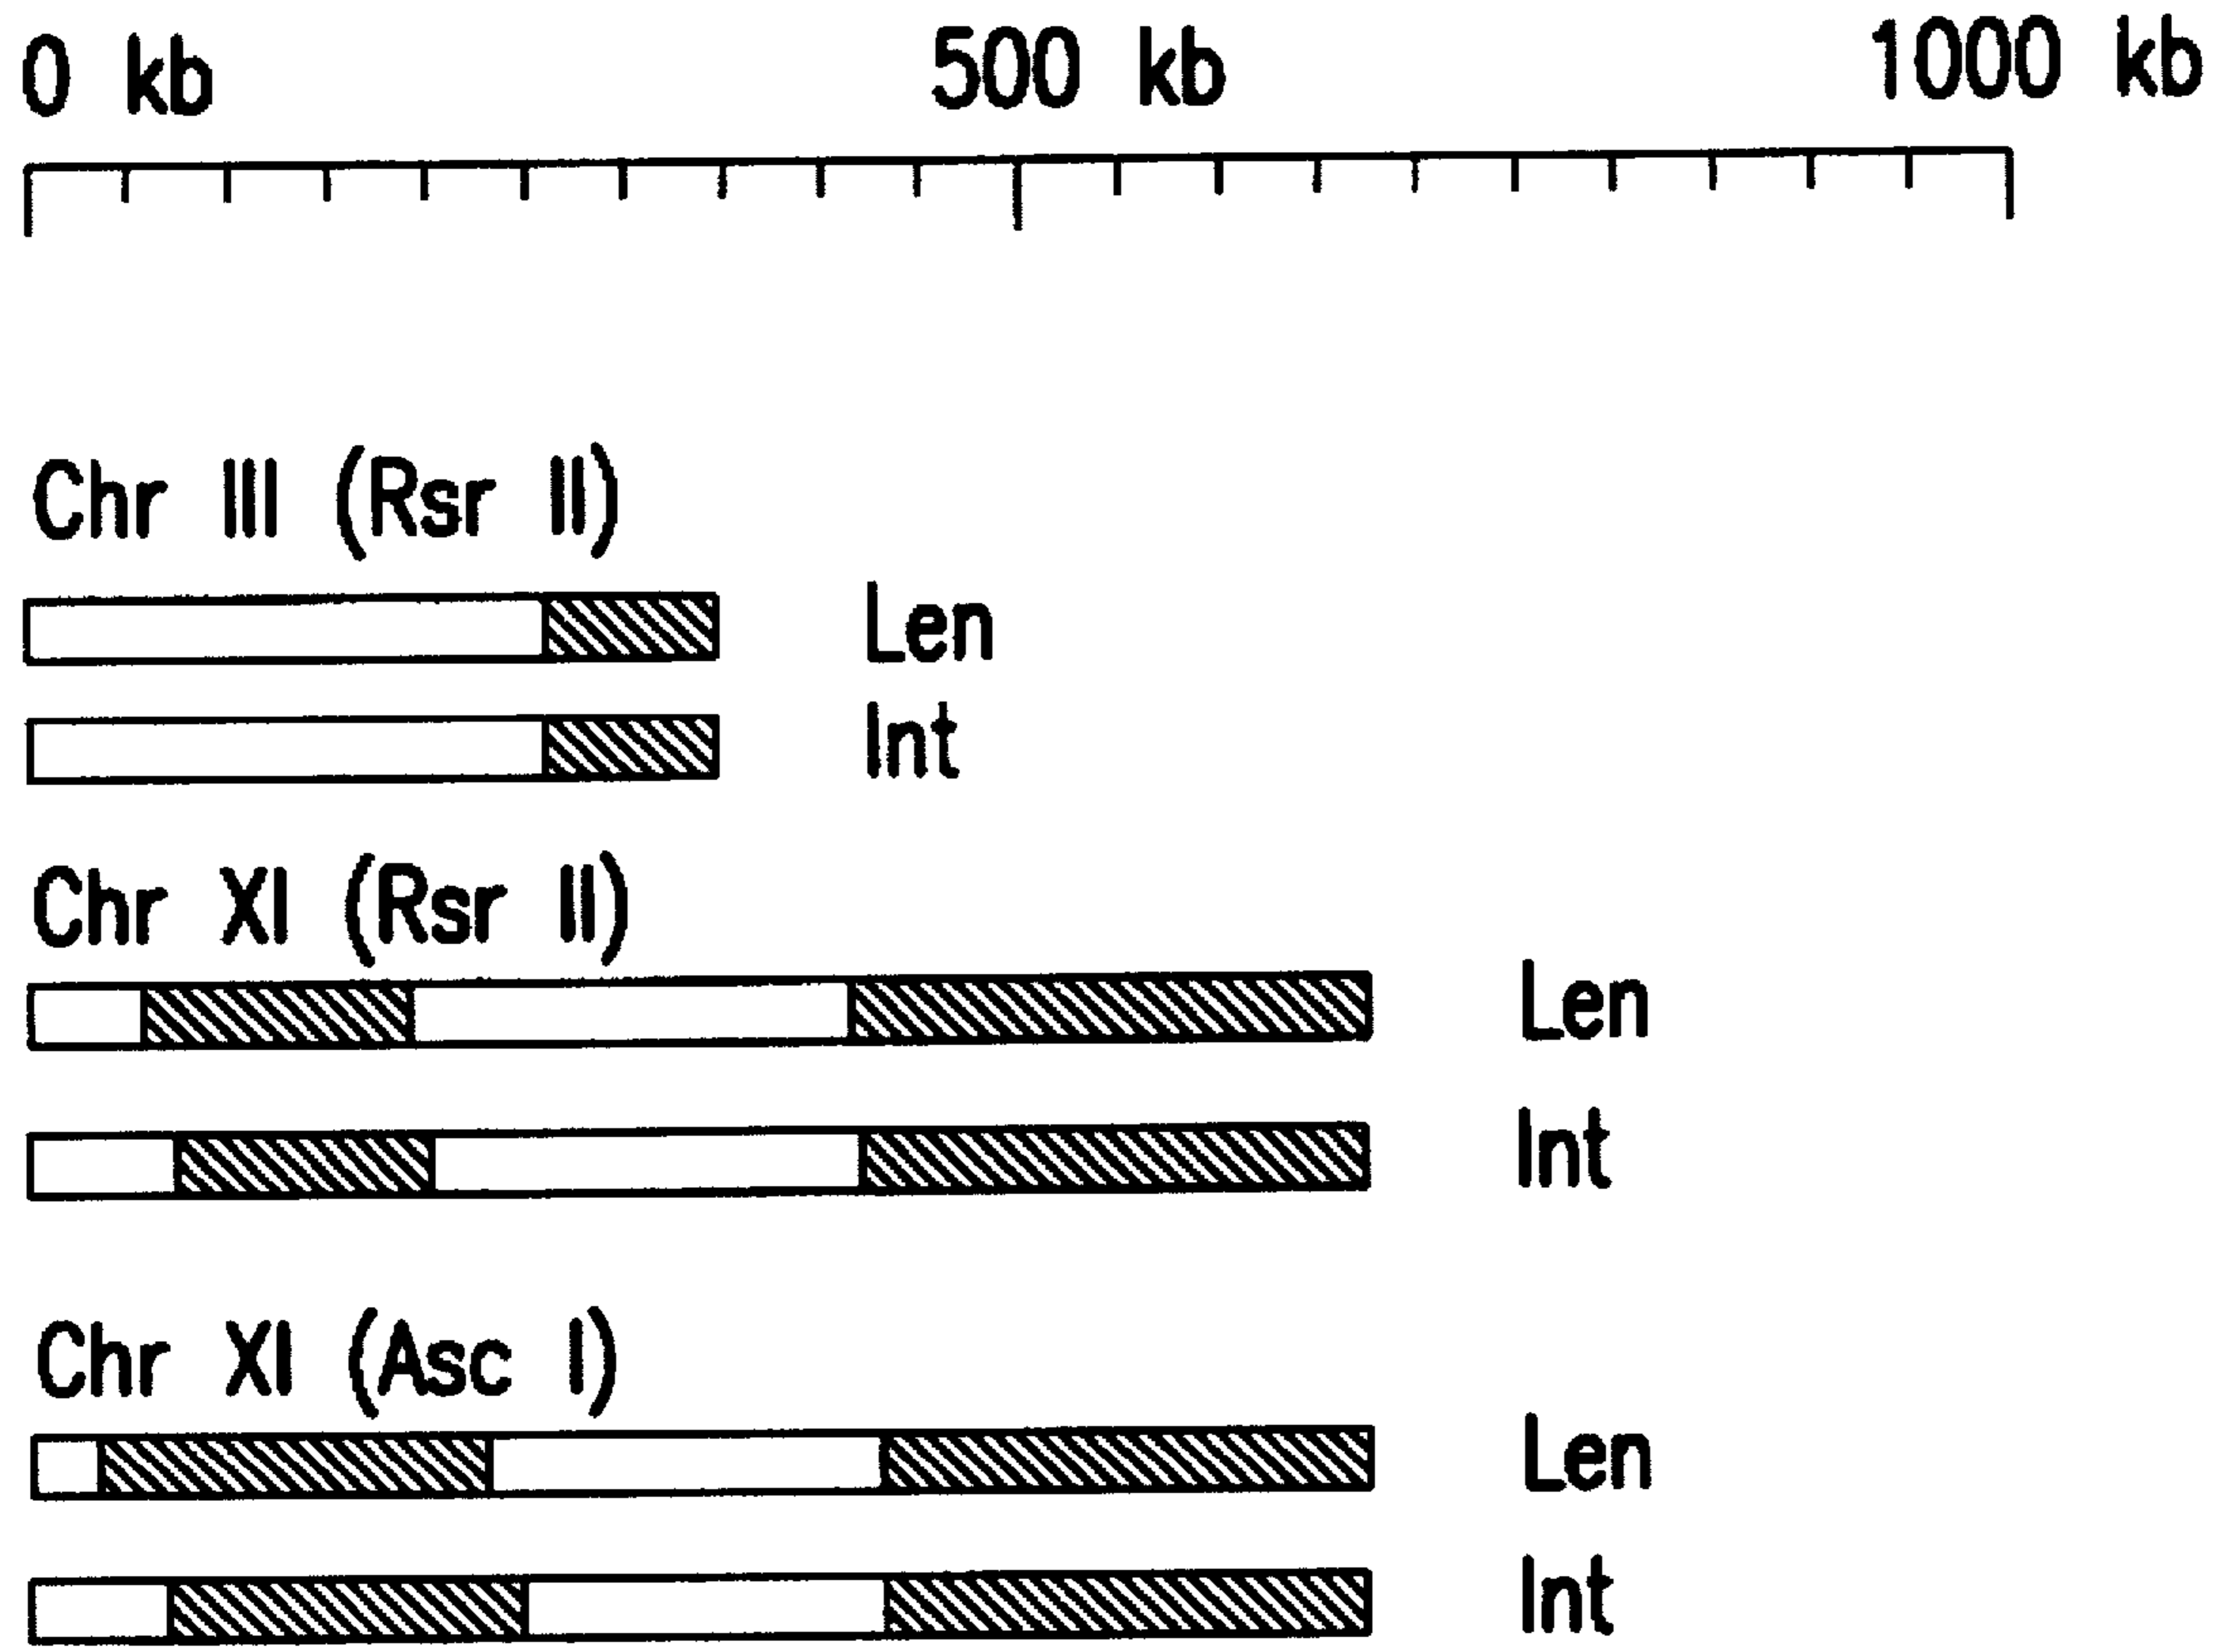 0 kb 500 kb 1000 kb
Chr III (Rsr II)
Len
Int
Chr XI (Rsr II)
Len
Int
Chr XI (Asc I)
Len
Int